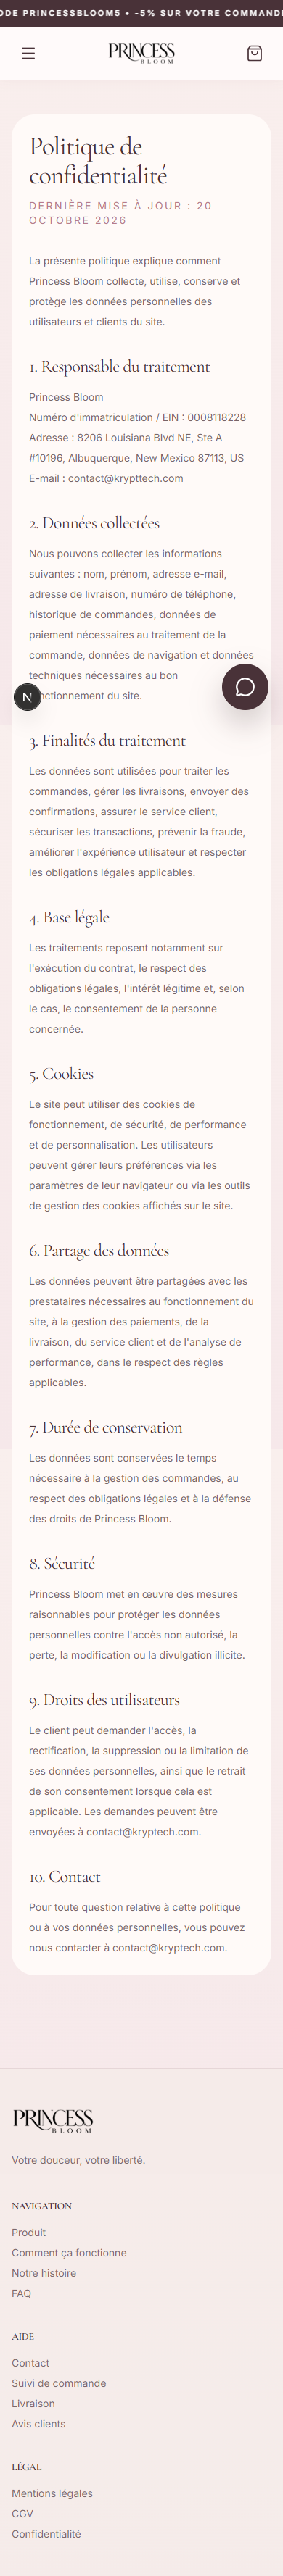 ODE PRINCESSBLOOM5 • -5% SUR VOTRE COMMAND
PRINCESS
BLOOM
Politique de
confidentialité
DERNIÈRE MISE À JOUR : 20
OCTOBRE 2026
La présente politique explique comment
Princess Bloom collecte, utilise, conserve et
protège les données personnelles des
utilisateurs et clients du site.
1. Responsable du traitement
Princess Bloom
Numéro d'immatriculation / EIN : 0008118228
Adresse : 8206 Louisiana Blvd NE, Ste A
#10196, Albuquerque, New Mexico 87113, US
E-mail : contact@krypttech.com
2. Données collectées
Nous pouvons collecter les informations
suivantes : nom, prénom, adresse e-mail,
adresse de livraison, numéro de téléphone,
historique de commandes, données de
paiement nécessaires au traitement de la
commande, données de navigation et données
techniques nécessaires au bon
fonctionnement du site.
N
3. Finalités du traitement
Les données sont utilisées pour traiter les
commandes, gérer les livraisons, envoyer des
confirmations, assurer le service client,
sécuriser les transactions, prévenir la fraude,
améliorer l'expérience utilisateur et respecter
les obligations légales applicables.
4. Base légale
Les traitements reposent notamment sur
l'exécution du contrat, le respect des
obligations légales, l'intérêt légitime et, selon
le cas, le consentement de la personne
concernée.
5. Cookies
Le site peut utiliser des cookies de
fonctionnement, de sécurité, de performance
et de personnalisation. Les utilisateurs
peuvent gérer leurs préférences via les
paramètres de leur navigateur ou via les outils
de gestion des cookies affichés sur le site.
6. Partage des données
Les données peuvent être partagées avec les
prestataires nécessaires au fonctionnement du
site, à la gestion des paiements, de la
livraison, du service client et de l'analyse de
performance, dans le respect des règles
applicables.
7. Durée de conservation
Les données sont conservées le temps
nécessaire à la gestion des commandes, au
respect des obligations légales et à la défense
des droits de Princess Bloom.
8. Sécurité
Princess Bloom met en œuvre des mesures
raisonnables pour protéger les données
personnelles contre l'accès non autorisé, la
perte, la modification ou la divulgation illicite.
9. Droits des utilisateurs
Le client peut demander l'accès, la
rectification, la suppression ou la limitation de
ses données personnelles, ainsi que le retrait
de son consentement lorsque cela est
applicable. Les demandes peuvent être
envoyées à contact@kryptech.com.
10. Contact
Pour toute question relative à cette politique
ou à vos données personnelles, vous pouvez
nous contacter à contact@kryptech.com.
PRINCESS
BLOOM
Votre douceur, votre liberté.
NAVIGATION
Produit
Comment ça fonctionne
Notre histoire
FAQ
AIDE
Contact
Suivi de commande
Livraison
Avis clients
LÉGAL
Mentions légales
CGV
Confidentialité